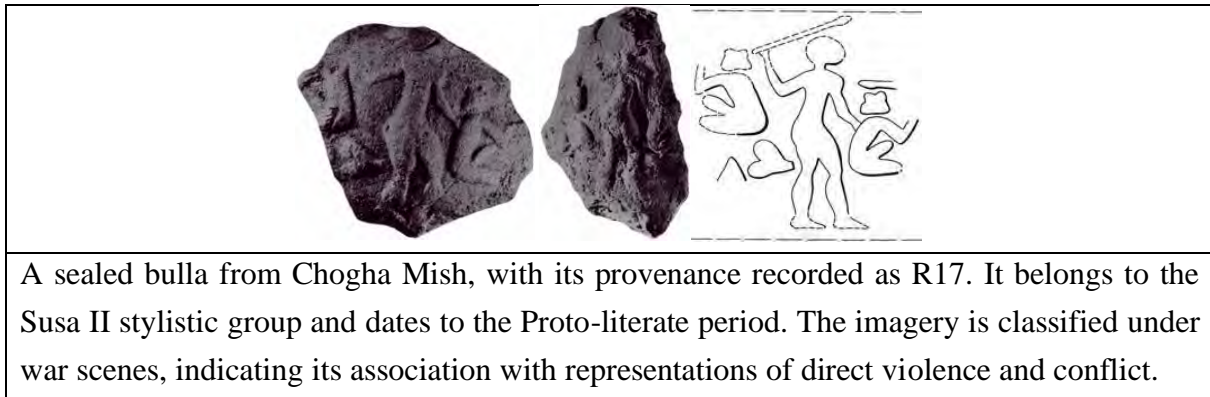 A sealed bulla from Chogha Mish, with its provenance recorded as R17. It belongs to the
Susa II stylistic group and dates to the Proto-literate period. The imagery is classified under
war scenes, indicating its association with representations of direct violence and conflict.